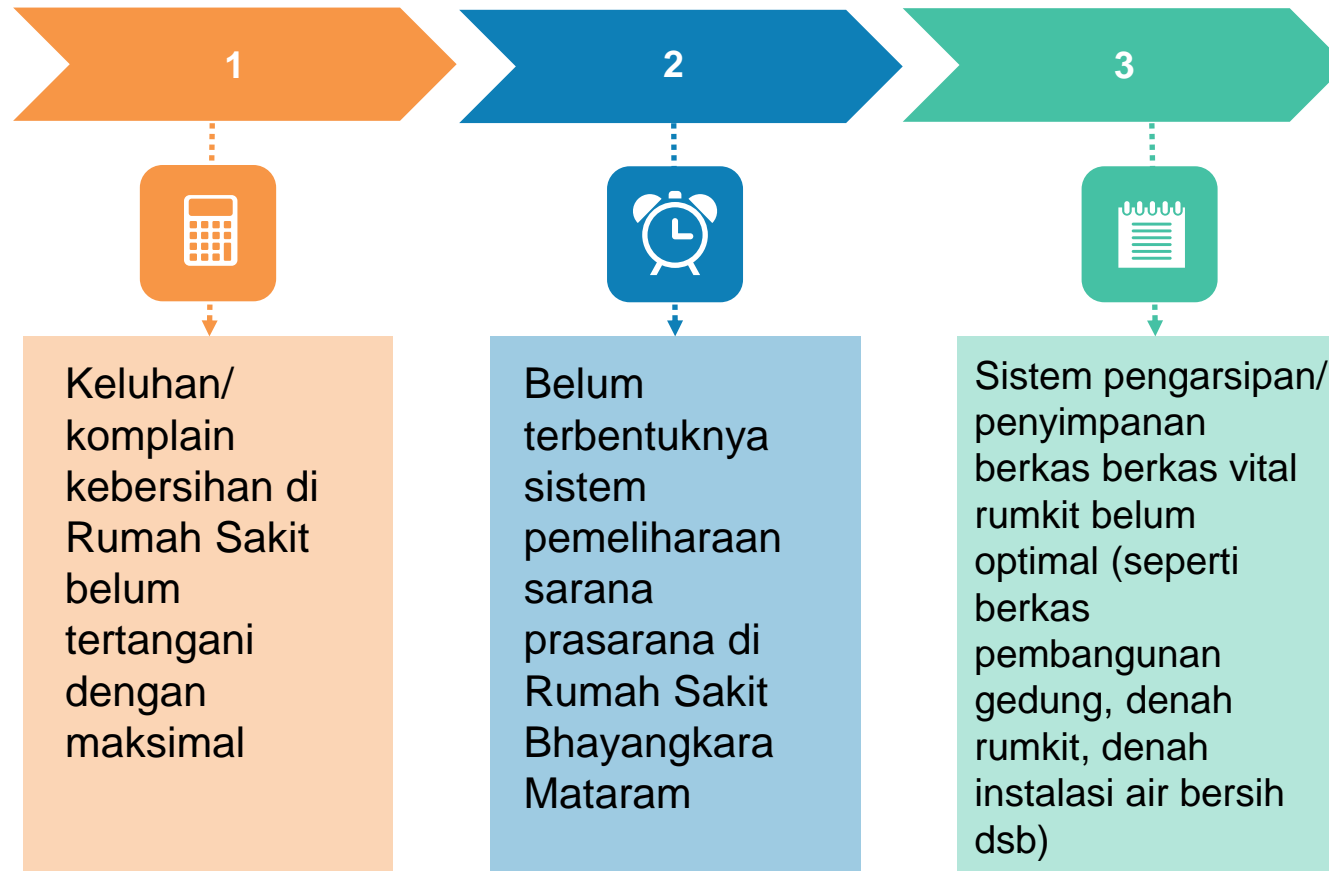 1
2
3
Keluhan/
komplain
kebersihan di
Rumah Sakit
belum
tertangani
dengan
maksimal
Belum
terbentuknya
sistem
pemeliharaan
sarana
prasarana di
Rumah Sakit
Bhayangkara
Mataram
Sistem pengarsipan/
penyimpanan
berkas berkas vital
rumkit belum
optimal (seperti
berkas
pembangunan
gedung, denah
rumkit, denah
instalasi air bersih
dsb)